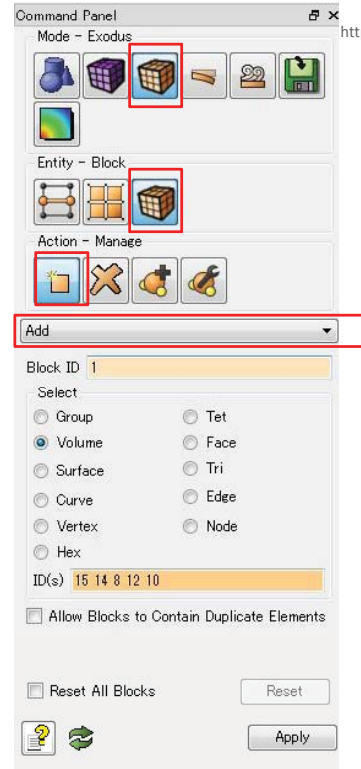 Command Panel
htt
Mode - Exodus
Entity - Block
Action - Manage
Add
Block ID 1
Select
Group Tet
Volume Face
Surface Tri
Curve Edge
Vertex Node
Hex
ID(s) 15 14 8 12 10
Allow Blocks to Contain Duplicate Elements
Reset All Blocks Reset
Apply